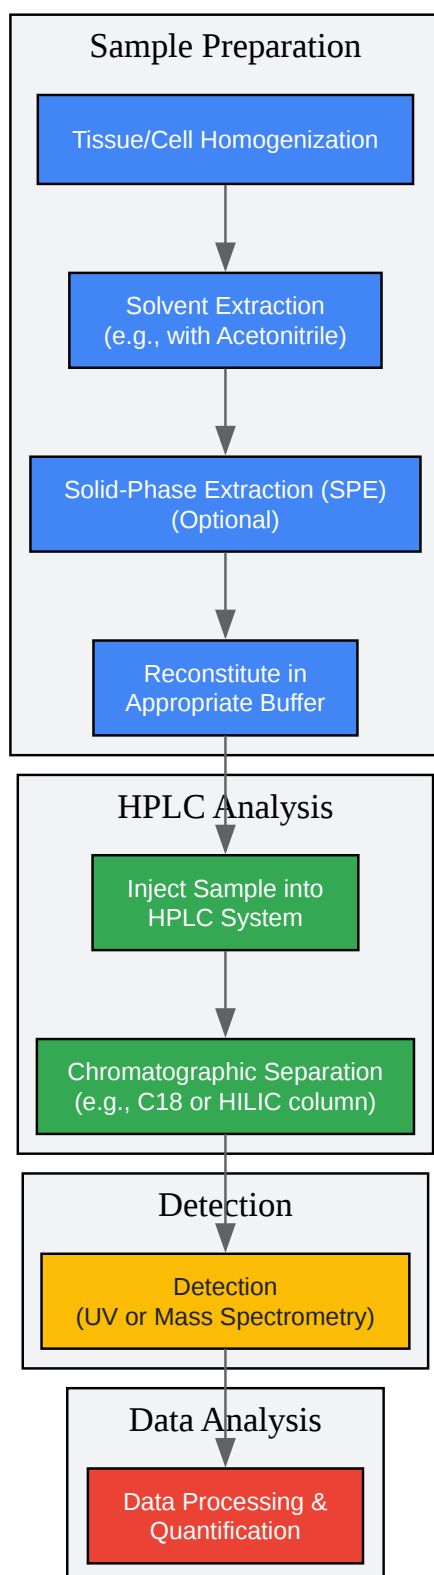 Sample Preparation
Tissue/Cell Homogenization
Solvent Extraction
(e.g., with Acetonitrile)
Solid-Phase Extraction (SPE)
(Optional)
Reconstitute in
Appropriate Buffer
HPLC Analysis
Inject Sample into
HPLC System
Chromatographic Separation
(e.g., C18 or HILIC column)
Detection
Detection
(UV or Mass Spectrometry)
Data Analysis
Data Processing &
Quantification